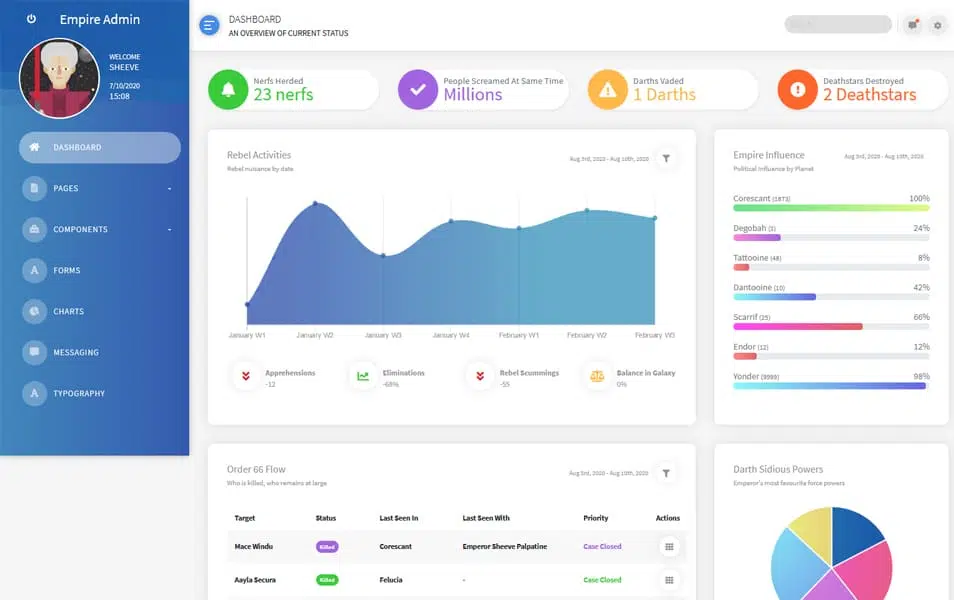 Empire Admin
WELCOME
SHEEVE
7/10/2020
15:08
DASHBOARD
PAGES
COMPONENTS
FORMS
CHARTS
MESSAGING
TYPOGRAPHY
DASHBOARD
AN OVERVIEW OF CURRENT STATUS
Nerfs Herded
23 nerfs
People Screamed At Same Time
Millions
Darths Vaded
1 Darths
Deathstars Destroyed
2 Deathstars
Rebel Activities
Rebel nuisance by date
Aug 3rd, 2020 - Aug 10th, 2020
January W1
January W2
January W3
January W4
February W1
February W2
February W3
Apprehensions
-12
Eliminations
-68%
Rebel Scummings
-55
Balance in Galaxy
0%
Empire Influence
Political Influence by Planet
Aug 3rd, 2020 - Aug 10th, 2020
Corescant (1873) 100%
Degobah (3) 24%
Tattooine (48) 8%
Dantooine (10) 42%
Scarrif (25) 66%
Endor (12) 12%
Yonder (9999) 98%
Order 66 Flow
Who is killed, who remains at large
Aug 3rd, 2020 - Aug 10th, 2020
Target Status Last Seen In Last Seen With Priority Actions
Mace Windu Killed Corescant Emperor Sheeve Palpatine Case Closed
Aayla Secura Killed Felucia - Case Closed
Darth Sidious Powers
Emperor's most favourite force powers